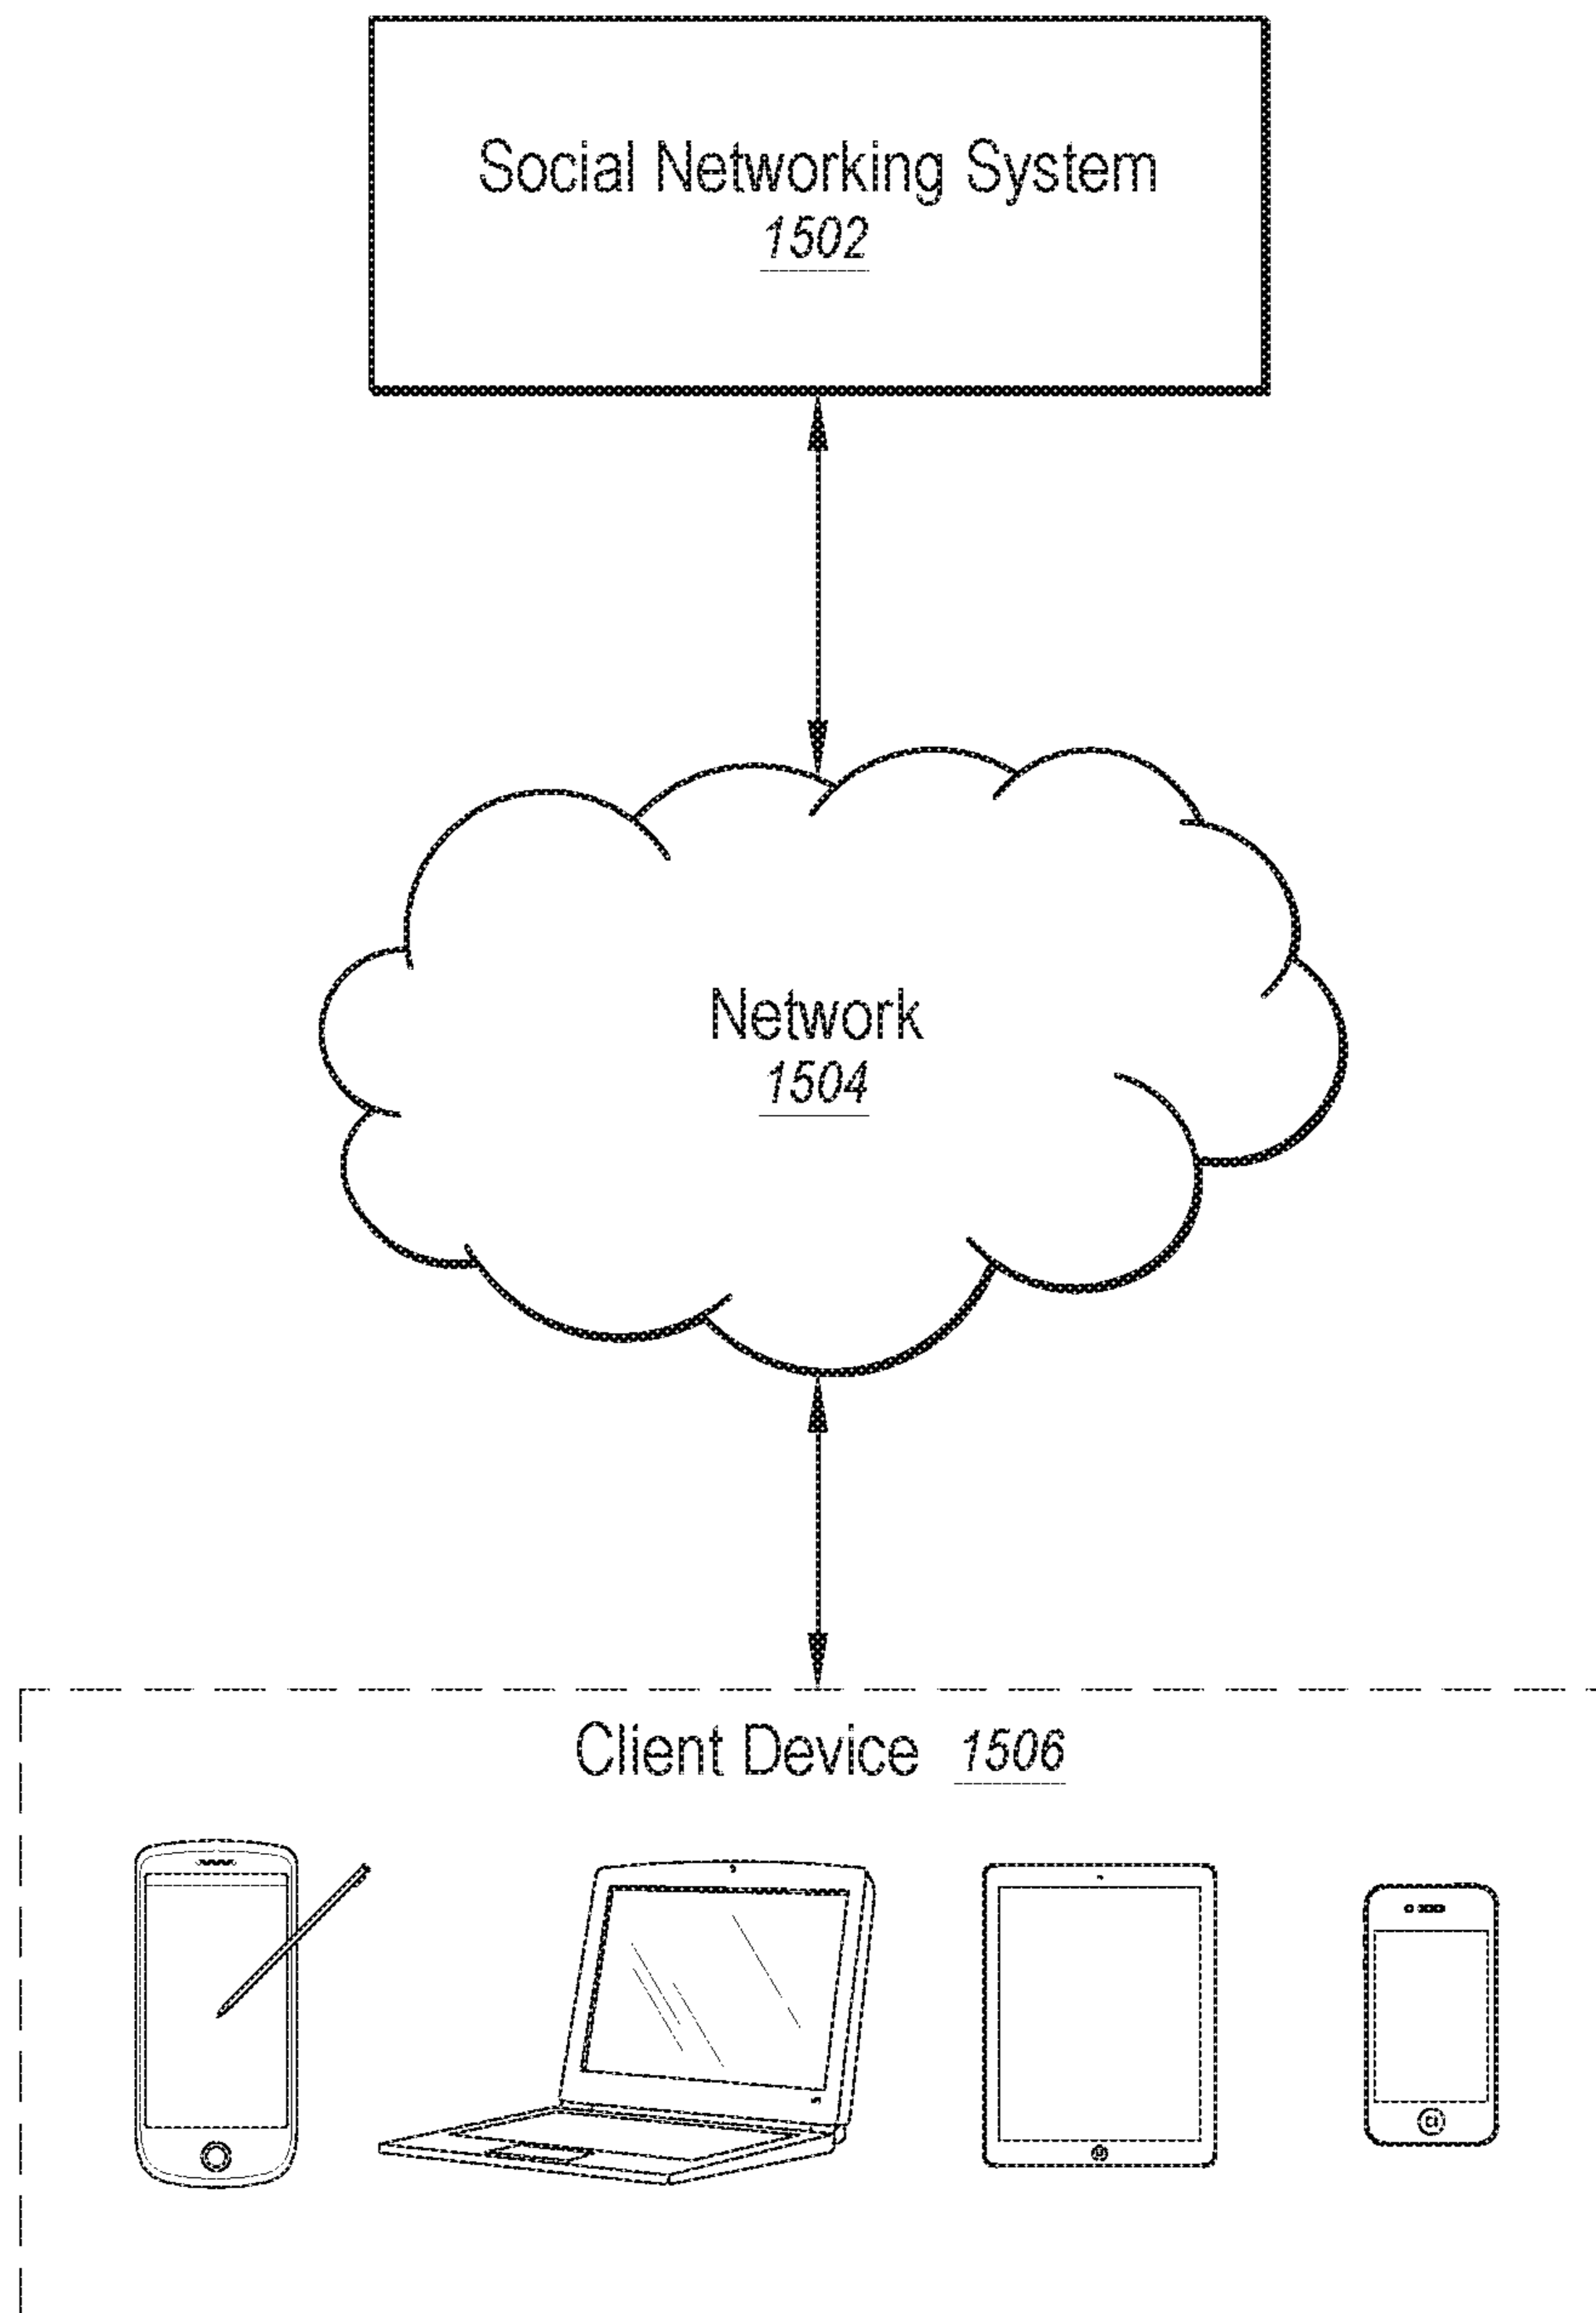 Social Networking System
1502
Network
1504
Client Device 1506